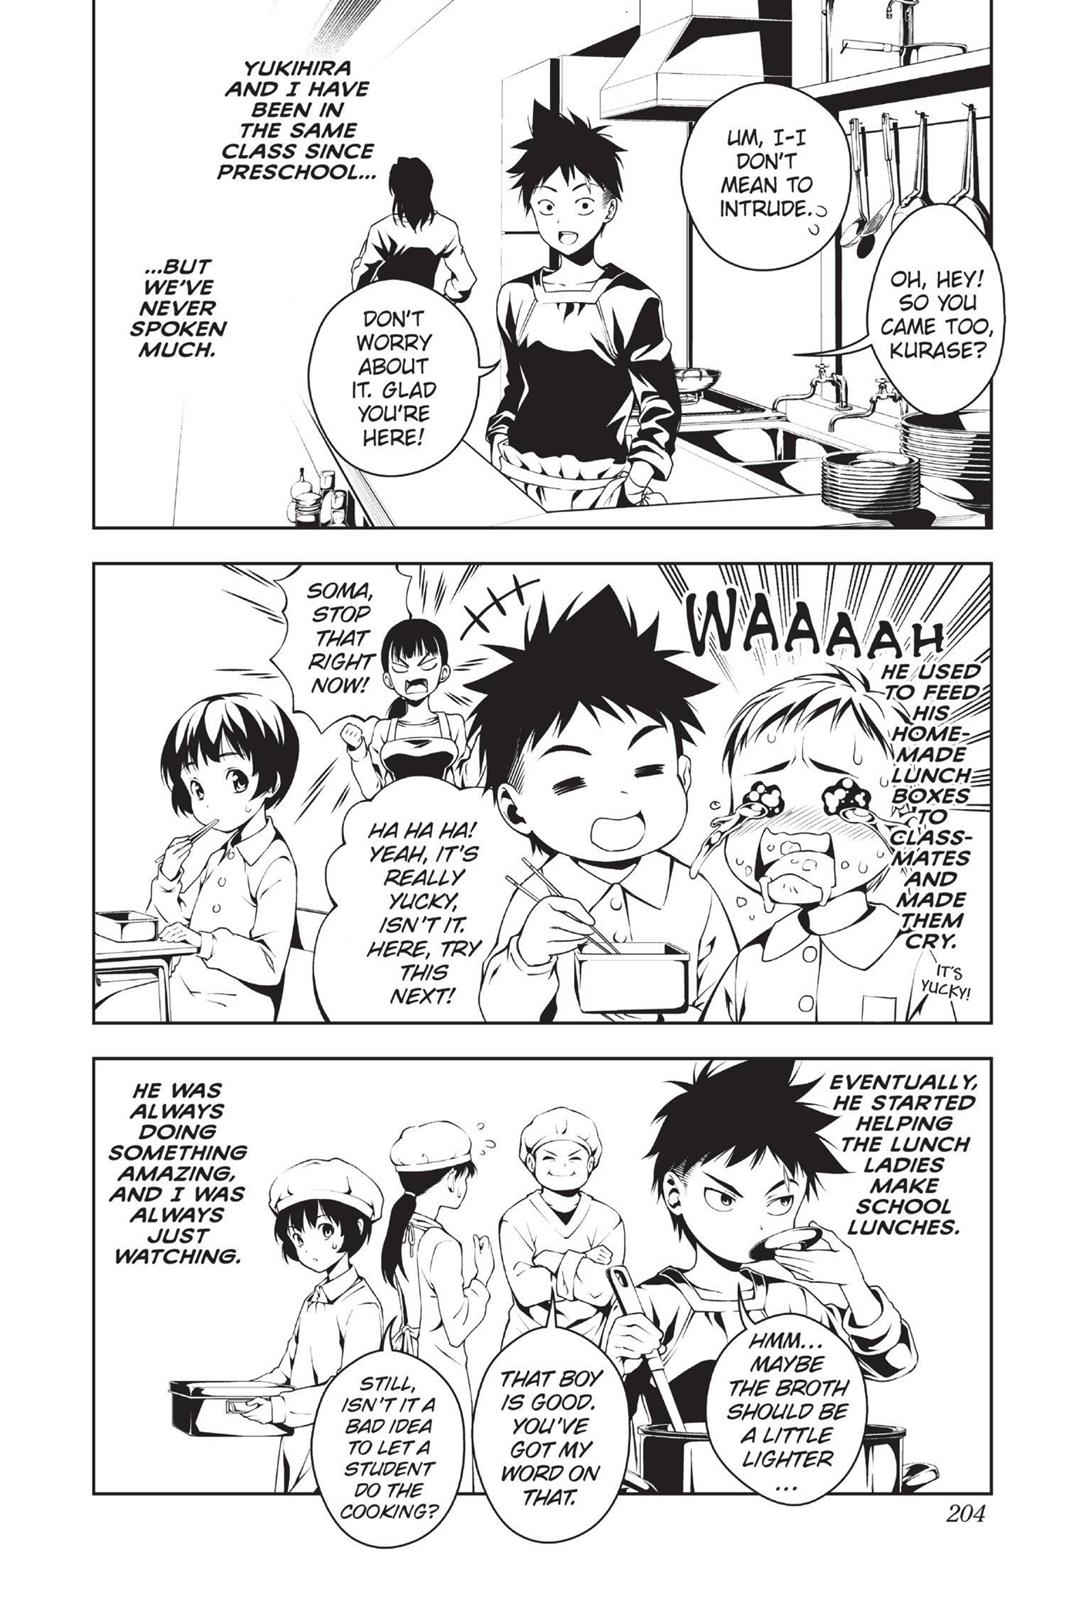 OH, HEY!
SO YOU
CAME TOO,
KURASE?
UM, I-I
DON'T
MEAN TO
INTRUDE.
DON'T
WORRY
ABOUT
IT. GLAD
YOU'RE
HERE!
YUKIHIRA
AND I HAVE
BEEN IN
THE SAME
CLASS SINCE
PRESCHOOL...
...BUT
WE'VE
NEVER
SPOKEN
MUCH.
WAAAAAH
HE USED
TO FEED
HIS
HOME-
MADE
LUNCH
BOXES
TO
CLASS-
MATES
AND
MADE
THEM
CRY.
IT'S
YUCKY!
SOMA,
STOP
THAT
RIGHT
NOW!
HA HA HA!
YEAH, IT'S
REALLY
YUCKY,
ISN'T IT.
HERE, TRY
THIS
NEXT!
EVENTUALLY,
HE STARTED
HELPING
THE LUNCH
LADIES
MAKE
SCHOOL
LUNCHES.
HMM...
MAYBE
THE BROTH
SHOULD BE
A LITTLE
LIGHTER
...
THAT BOY
IS GOOD.
YOU'VE
GOT MY
WORD ON
THAT.
STILL,
ISN'T IT A
BAD IDEA
TO LET A
STUDENT
DO THE
COOKING?
HE WAS
ALWAYS
DOING
SOMETHING
AMAZING,
AND I WAS
ALWAYS
JUST
WATCHING.
204